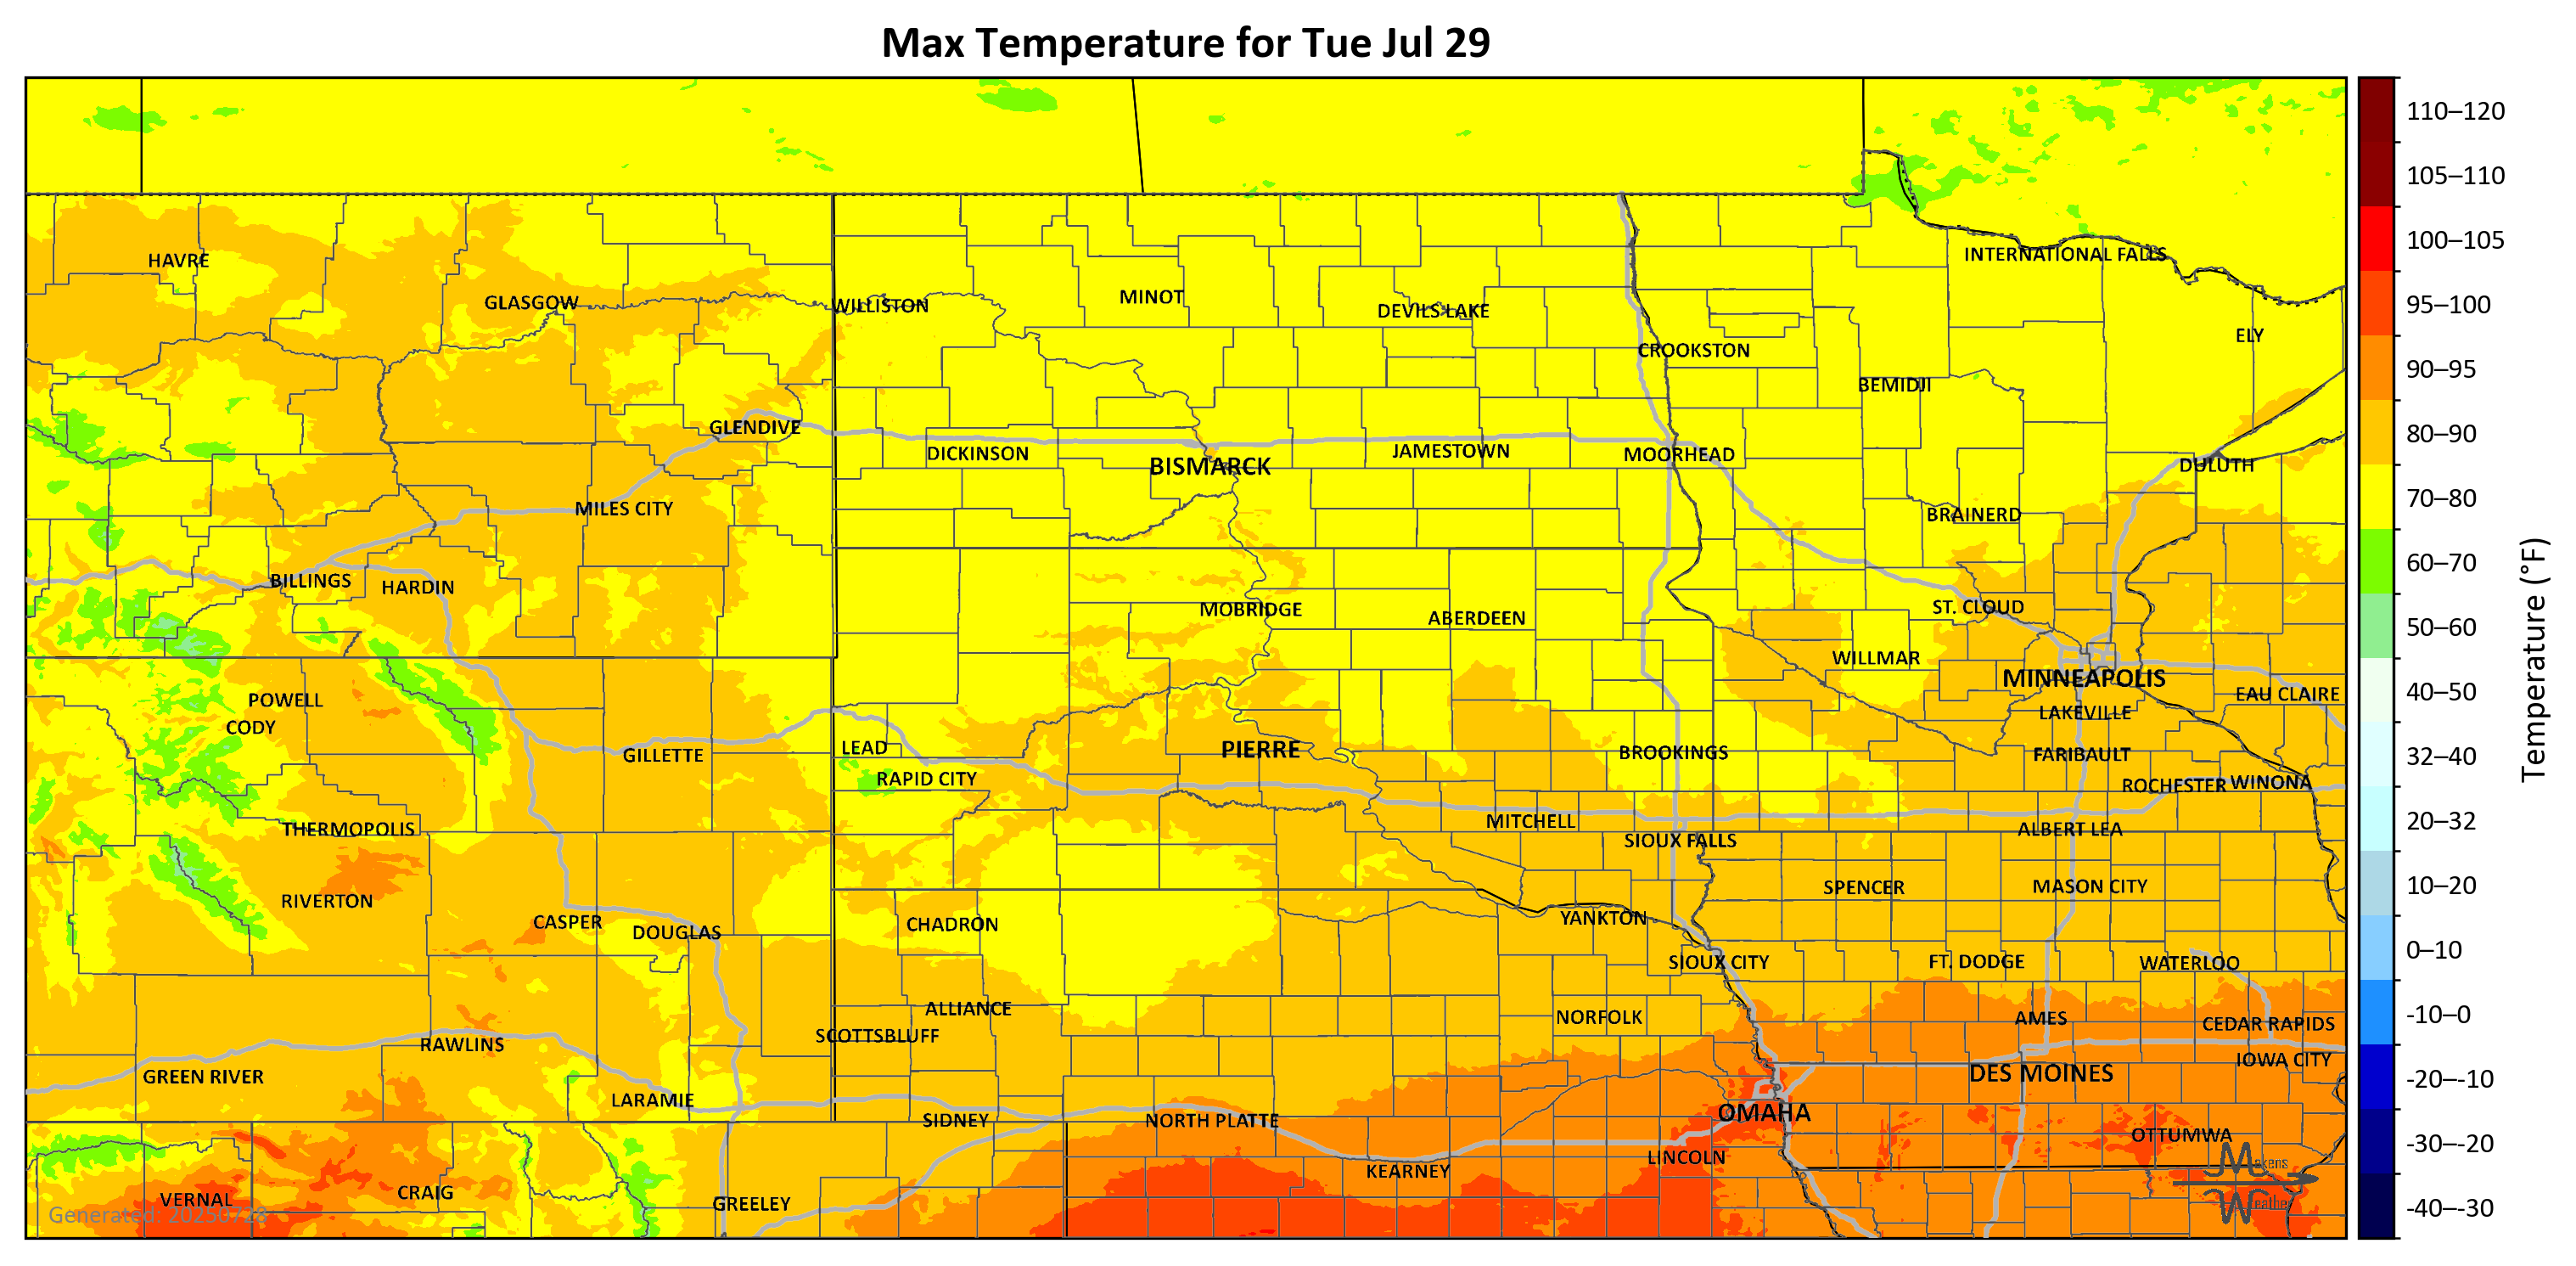 Max Temperature for Tue Jul 29
110–120
105–110
100–105
95–100
90–95
80–90
70–80
60–70
50–60
40–50
32–40
20–32
10–20
0–10
-10–0
-20–-10
-30–-20
-40–-30
Temperature (°F)
HAVRE
GLASGOW
WILLISTON
MINOT
DEVILS LAKE
INTERNATIONAL FALLS
ELY
CROOKSTON
BEMIDJI
GLENDIVE
DICKINSON
BISMARCK
JAMESTOWN
MOORHEAD
DULUTH
MILES CITY
BRAINERD
BILLINGS
HARDIN
MOBRIDGE
ABERDEEN
ST. CLOUD
WILLMAR
MINNEAPOLIS
EAU CLAIRE
POWELL
CODY
LAKEVILLE
GILLETTE
LEAD
PIERRE
BROOKINGS
FARIBAULT
RAPID CITY
ROCHESTER
WINONA
THERMOPOLIS
MITCHELL
SIOUX FALLS
ALBERT LEA
RIVERTON
SPENCER
MASON CITY
CASPER
DOUGLAS
CHADRON
YANKTON
SIOUX CITY
FT. DODGE
WATERLOO
ALLIANCE
NORFOLK
AMES
CEDAR RAPIDS
SCOTTSBLUFF
RAWLINS
IOWA CITY
GREEN RIVER
DES MOINES
LARAMIE
SIDNEY
NORTH PLATTE
OMAHA
OTTUMWA
LINCOLN
KEARNEY
VERNAL
CRAIG
GREELEY
Generated: 20250728
Makens
Weather